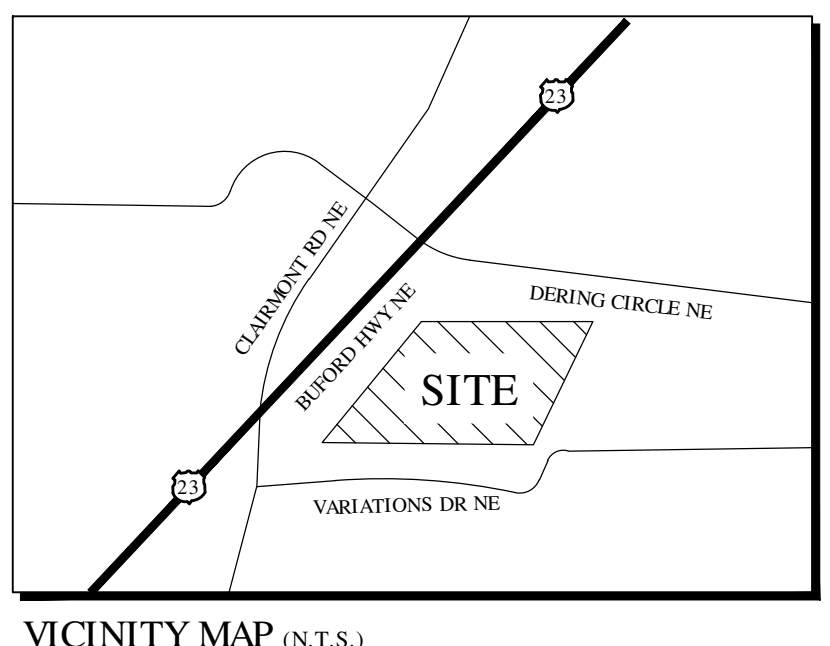 23
CLAIRMONT RD NE
BUFORD HWY NE
DERING CIRCLE NE
SITE
23
VARIATIONS DR NE
VICINITY MAP (N.T.S.)